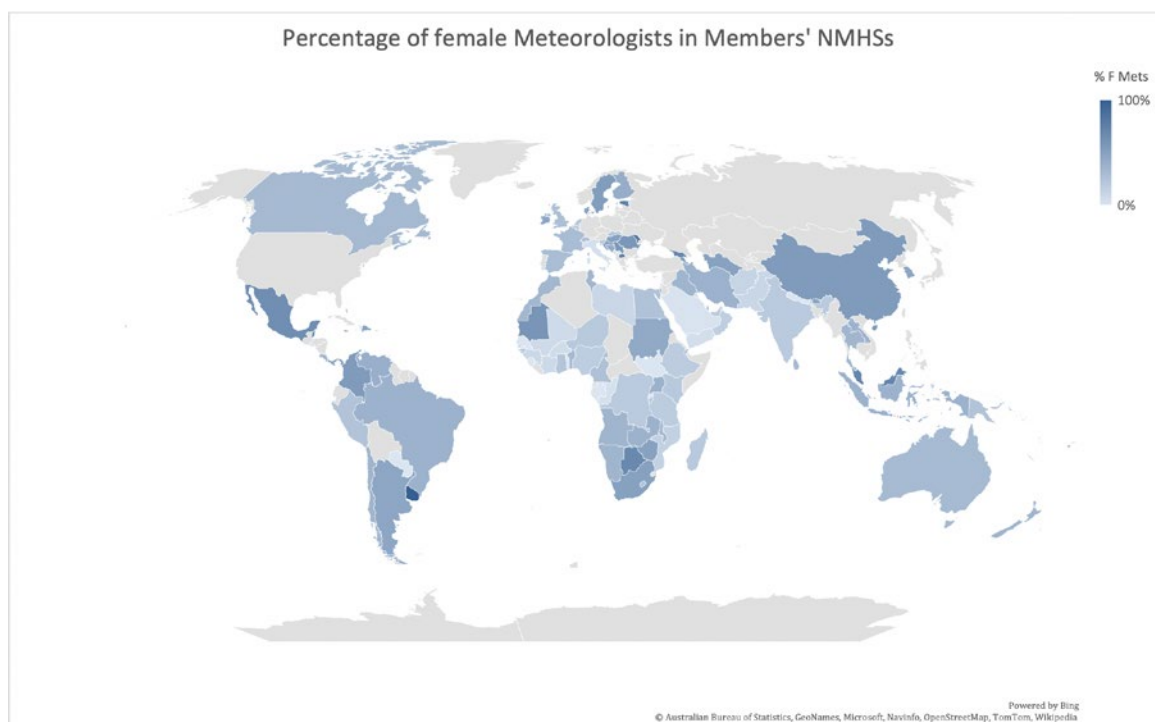 Percentage of female Meteorologists in Members' NMHSs
% F Mets
100%
0%
Powered by Bing
© Australian Bureau of Statistics, GeoNames, Microsoft, Navinfo, OpenStreetMap, TomTom, Wikipedia